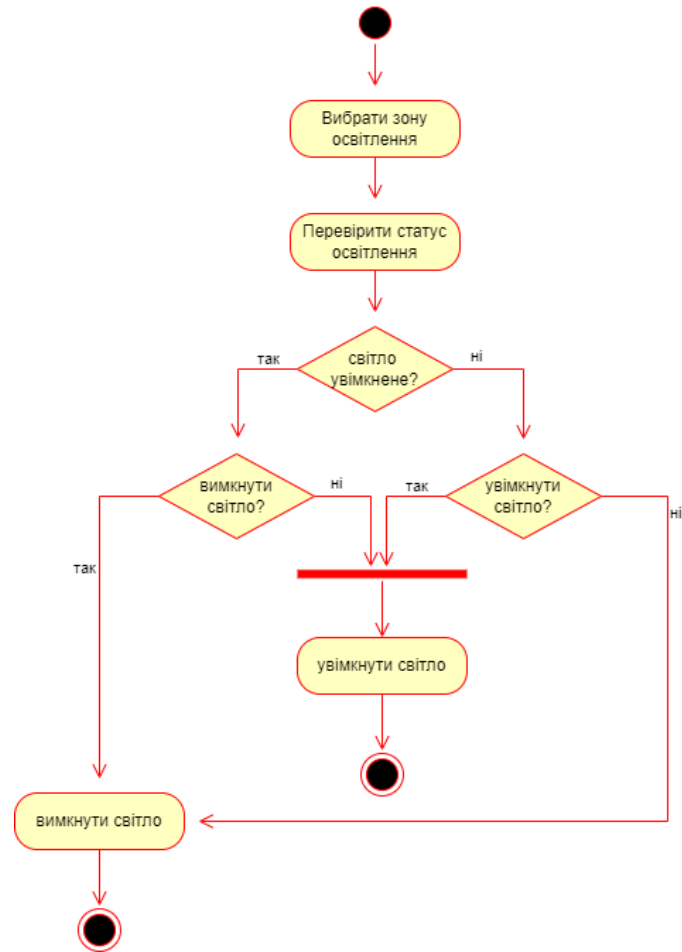 Вибрати зону
освітлення
Перевірити статус
освітлення
так
світло
увімкнене?
ні
вимкнути
світло?
ні
так
увімкнути
світло?
ні
так
увімкнути світло
вимкнути світло